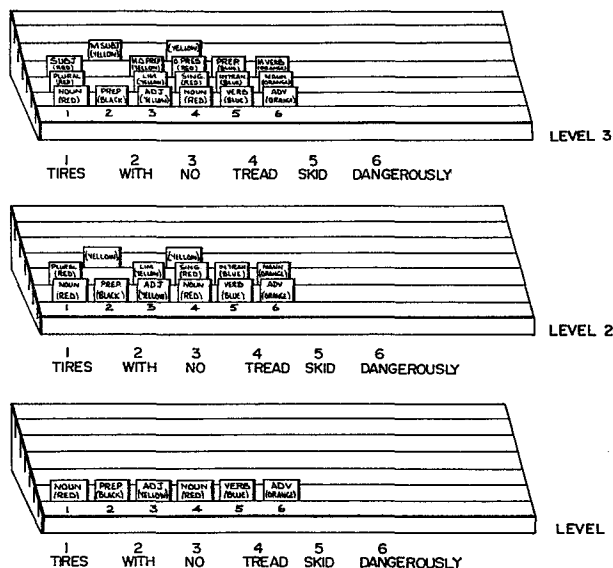 M SUBJ (YELLOW) (YELLOW)
SUBJ (RED) (YELLOW) (BLUE) M VERB (ORANGE)
PLURAL (RED) LIM (YELLOW) SING (RED) INTRAN (BLUE) (ORANGE)
NOUN (RED) PREP (BLACK) ADJ (YELLOW) NOUN (RED) VERB (BLUE) ADV (ORANGE)
1 2 3 4 5 6
LEVEL 3
1 2 3 4 5 6
TIRES WITH NO TREAD SKID DANGEROUSLY
(YELLOW) (YELLOW)
PLURAL (RED) LIM (YELLOW) SING (RED) INTRAN (BLUE) (ORANGE)
NOUN (RED) PREP (BLACK) ADJ (YELLOW) NOUN (RED) VERB (BLUE) ADV (ORANGE)
1 2 3 4 5 6
LEVEL 2
1 2 3 4 5 6
TIRES WITH NO TREAD SKID DANGEROUSLY
NOUN (RED) PREP (BLACK) ADJ (YELLOW) NOUN (RED) VERB (BLUE) ADV (ORANGE)
1 2 3 4 5 6
LEVEL
1 2 3 4 5 6
TIRES WITH NO TREAD SKID DANGEROUSLY